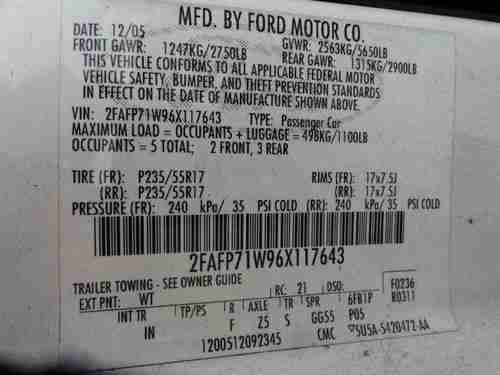 MFD. BY FORD MOTOR CO.
DATE: 12/05 GVWR: 2563KG/5650LB
FRONT GAWR: 1247KG/2750LB REAR GAWR: 1315KG/2900LB
THIS VEHICLE CONFORMS TO ALL APPLICABLE FEDERAL MOTOR
VEHICLE SAFETY, BUMPER, AND THEFT PREVENTION STANDARDS
IN EFFECT ON THE DATE OF MANUFACTURE SHOWN ABOVE.
VIN: 2FAFP71W96X117643 TYPE: Passenger Car
MAXIMUM LOAD = OCCUPANTS + LUGGAGE = 498KG/1100LB
OCCUPANTS = 5 TOTAL; 2 FRONT, 3 REAR
TIRE (FR): P235/55R17 RIMS (FR): 17x7.5J
(RR): P235/55R17 (RR): 17x7.5J
PRESSURE (FR): 240 kPa/ 35 PSI COLD (RR): 240 kPa/ 35 PSI COLD
2FAFP71W96X117643
TRAILER TOWING - SEE OWNER GUIDE
EXT PNT: WT RC: 21 DSO: F0236
R0311
INT TR TP/PS R AXLE TR SPR 6FB1P
IN F Z5 S GG55 P05
1200512092345 CMC 5U5A-5420472-AA